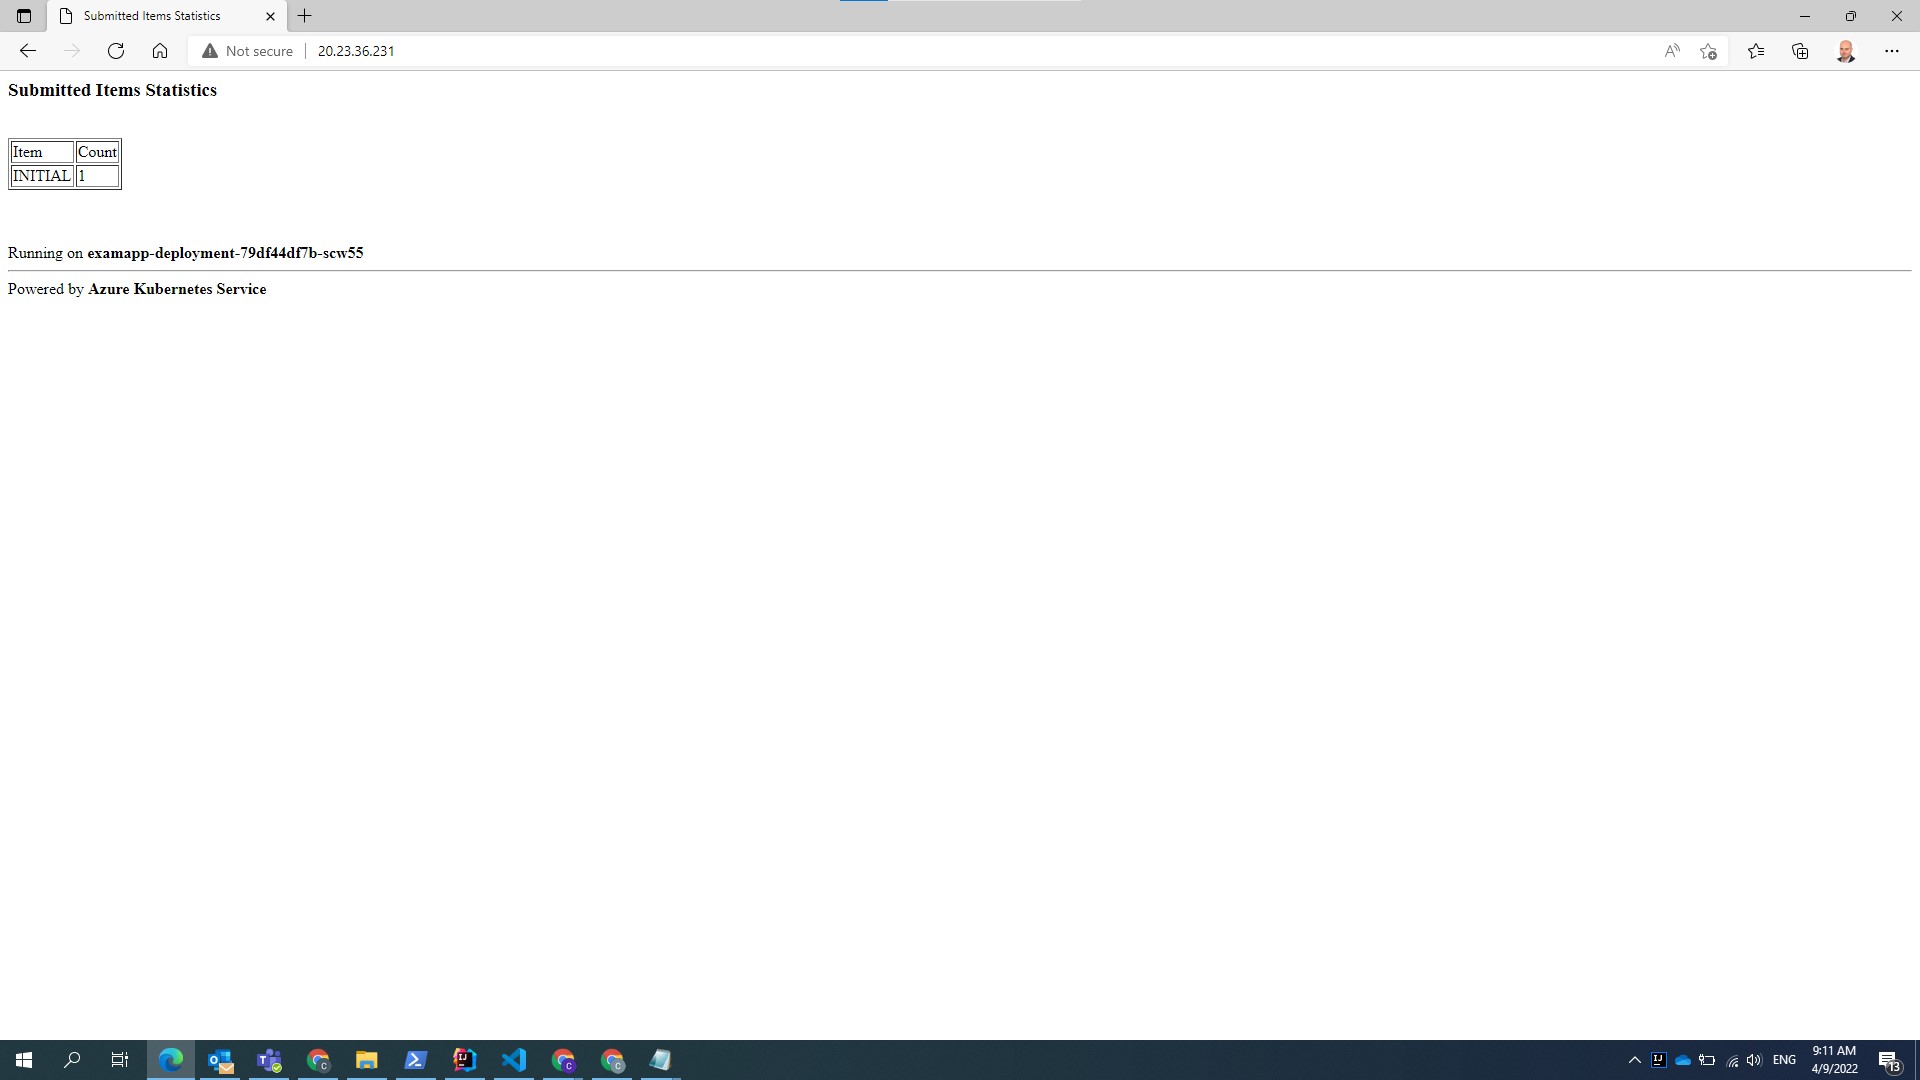 Submitted Items Statistics
Not secure
20.23.36.231
Submitted Items Statistics
Item Count
INITIAL 1
Running on examapp-deployment-79df44df7b-scw55
Powered by Azure Kubernetes Service
ENG
9:11 AM
4/9/2022
13